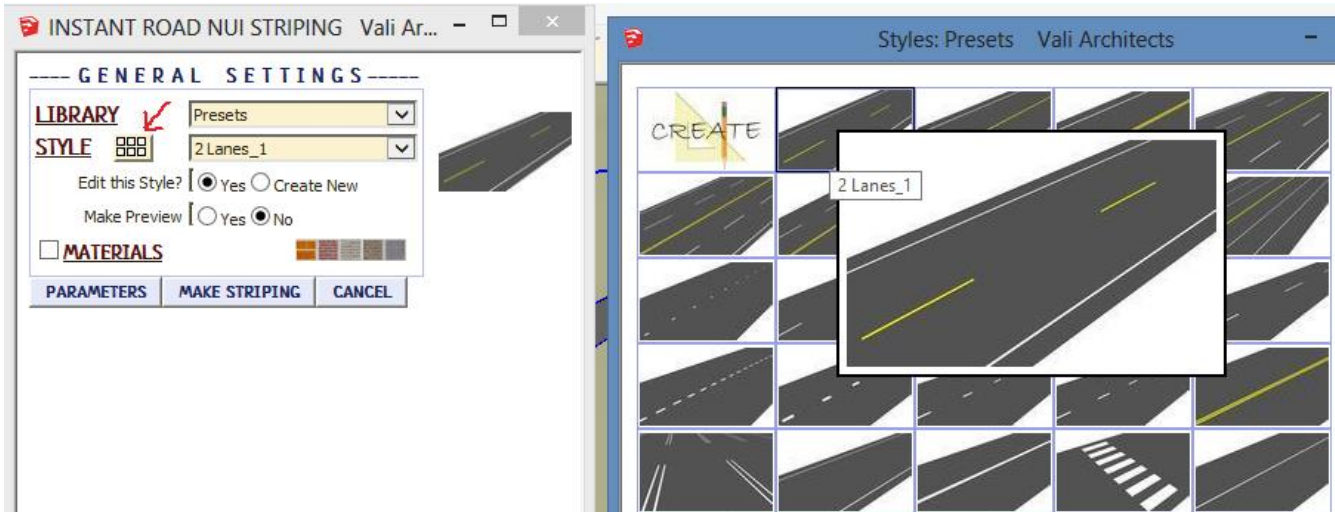 INSTANT ROAD NUI STRIPING Vali Ar...
---- GENERAL SETTINGS-----
LIBRARY
Presets
STYLE
2 Lanes_1
Edit this Style? Yes Create New
Make Preview Yes No
MATERIALS
PARAMETERS MAKE STRIPING CANCEL
Styles: Presets Vali Architects
CREATE
2 Lanes_1